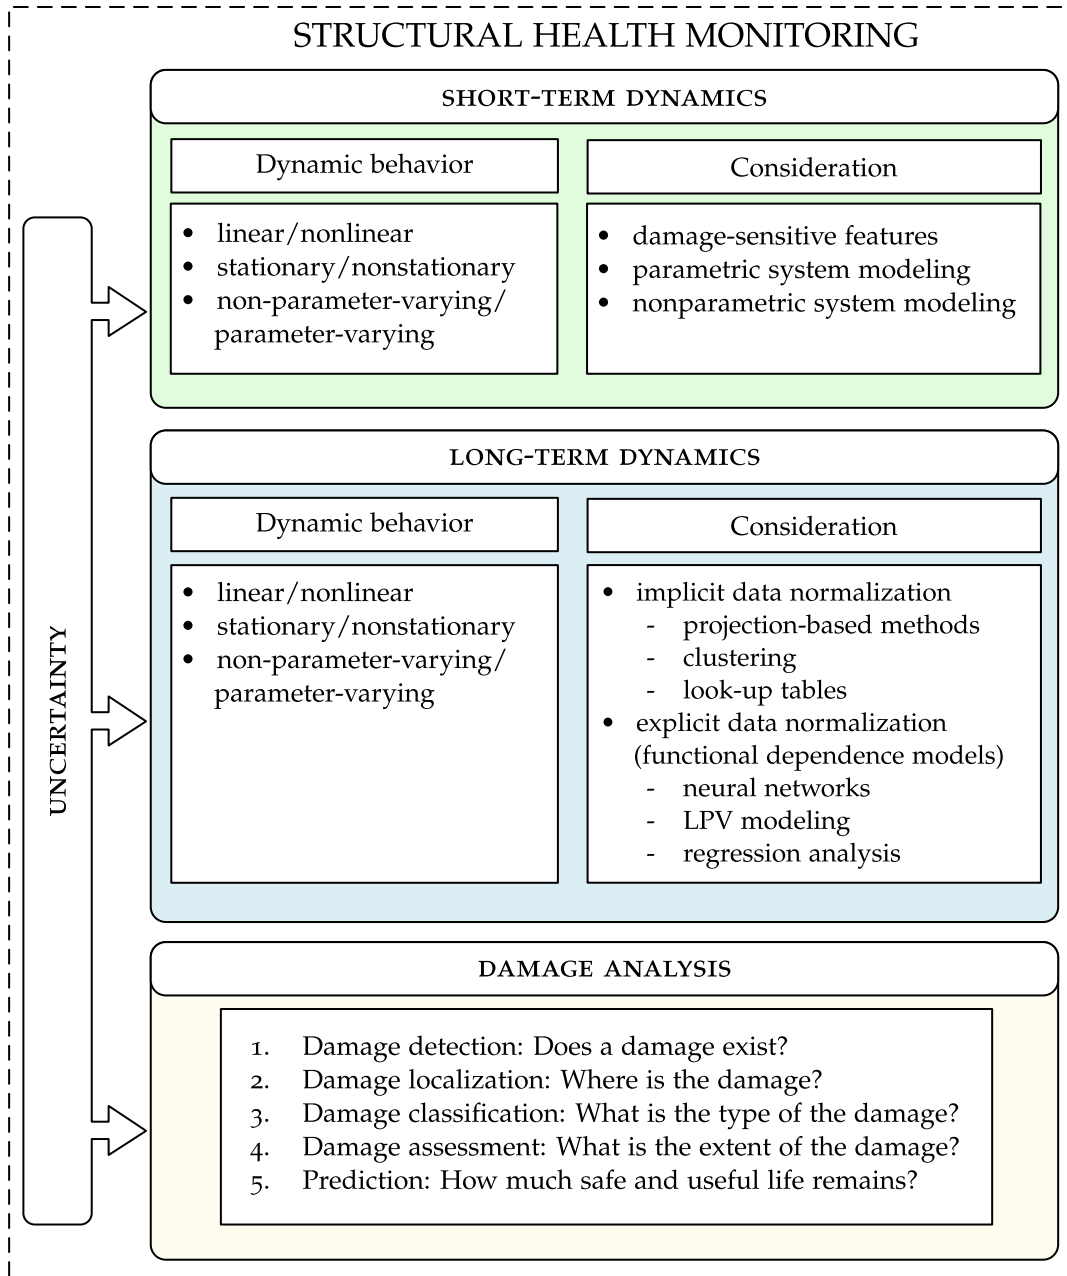 STRUCTURAL HEALTH MONITORING
UNCERTAINTY
SHORT-TERM DYNAMICS
Dynamic behavior
• linear/nonlinear
• stationary/nonstationary
• non-parameter-varying/
parameter-varying
Consideration
• damage-sensitive features
• parametric system modeling
• nonparametric system modeling
LONG-TERM DYNAMICS
Dynamic behavior
• linear/nonlinear
• stationary/nonstationary
• non-parameter-varying/
parameter-varying
Consideration
• implicit data normalization
- projection-based methods
- clustering
- look-up tables
• explicit data normalization
(functional dependence models)
- neural networks
- LPV modeling
- regression analysis
DAMAGE ANALYSIS
1. Damage detection: Does a damage exist?
2. Damage localization: Where is the damage?
3. Damage classification: What is the type of the damage?
4. Damage assessment: What is the extent of the damage?
5. Prediction: How much safe and useful life remains?